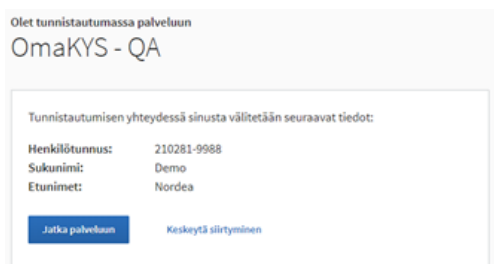 Olet tunnistautumassa palveluun
OmaKYS - QA
Tunnistautumisen yhteydessä sinusta välitetään seuraavat tiedot:
Henkilötunnus: 210281-9988
Sukunimi: Demo
Etunimet: Nordea
Jatka palveluun Keskeytä siirtyminen